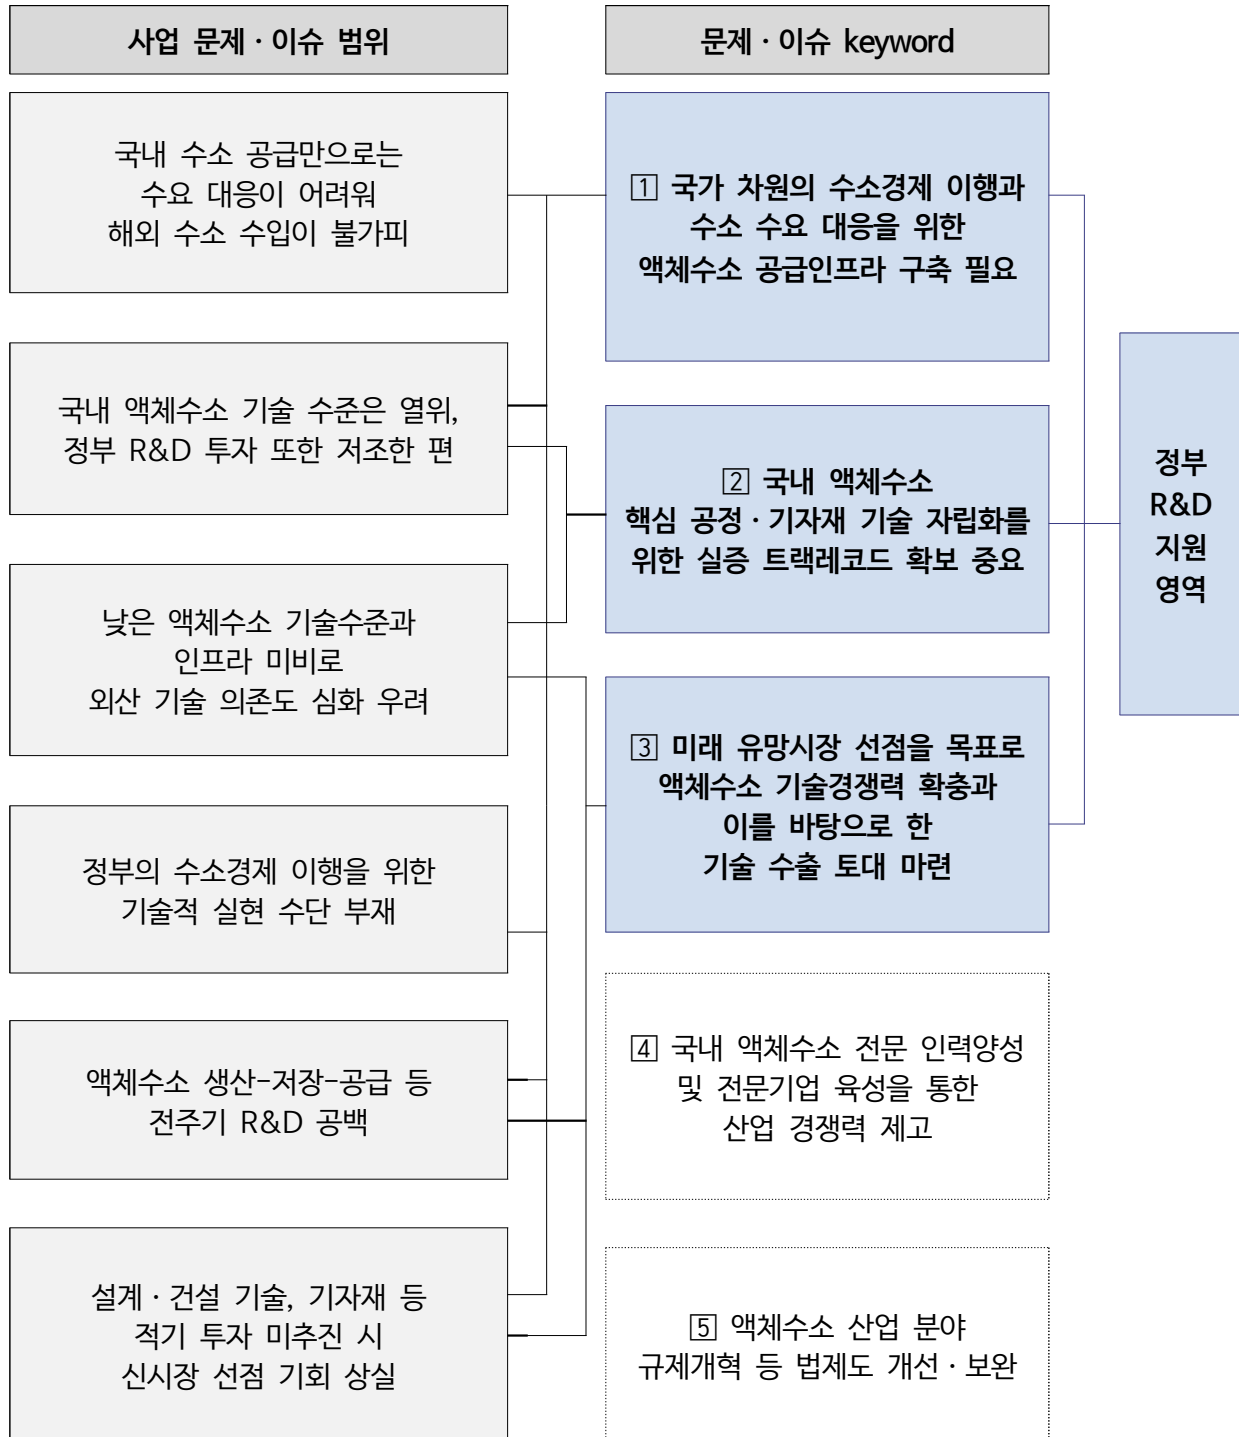 사업 문제·이슈 범위
국내 수소 공급만으로는
수요 대응이 어려워
해외 수소 수입이 불가피
국내 액체수소 기술 수준은 열위,
정부 R&D 투자 또한 저조한 편
낮은 액체수소 기술수준과
인프라 미비로
외산 기술 의존도 심화 우려
정부의 수소경제 이행을 위한
기술적 실현 수단 부재
액체수소 생산-저장-공급 등
전주기 R&D 공백
설계·건설 기술, 기자재 등
적기 투자 미추진 시
신시장 선점 기회 상실
문제·이슈 keyword
1 국가 차원의 수소경제 이행과
수소 수요 대응을 위한
액체수소 공급인프라 구축 필요
2 국내 액체수소
핵심 공정·기자재 기술 자립화를
위한 실증 트랙레코드 확보 중요
3 미래 유망시장 선점을 목표로
액체수소 기술경쟁력 확충과
이를 바탕으로 한
기술 수출 토대 마련
4 국내 액체수소 전문 인력양성
및 전문기업 육성을 통한
산업 경쟁력 제고
5 액체수소 산업 분야
규제개혁 등 법제도 개선·보완
정부
R&D
지원
영역